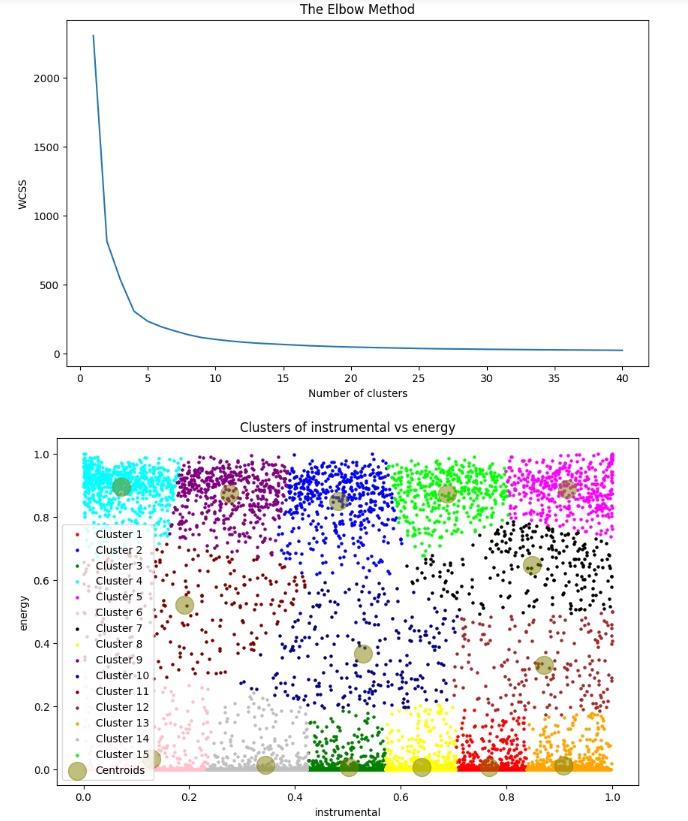 The Elbow Method
2000
1500
1000
500
0
WCSS
0 5 10 15 20 25 30 35 40
Number of clusters
Clusters of instrumental vs energy
1.0
0.8
0.6
0.4
0.2
0.0
energy
Cluster 1
Cluster 2
Cluster 3
Cluster 4
Cluster 5
Cluster 6
Cluster 7
Cluster 8
Cluster 9
Cluster 10
Cluster 11
Cluster 12
Cluster 13
Cluster 14
Cluster 15
Centroids
0.0 0.2 0.4 0.6 0.8 1.0
instrumental